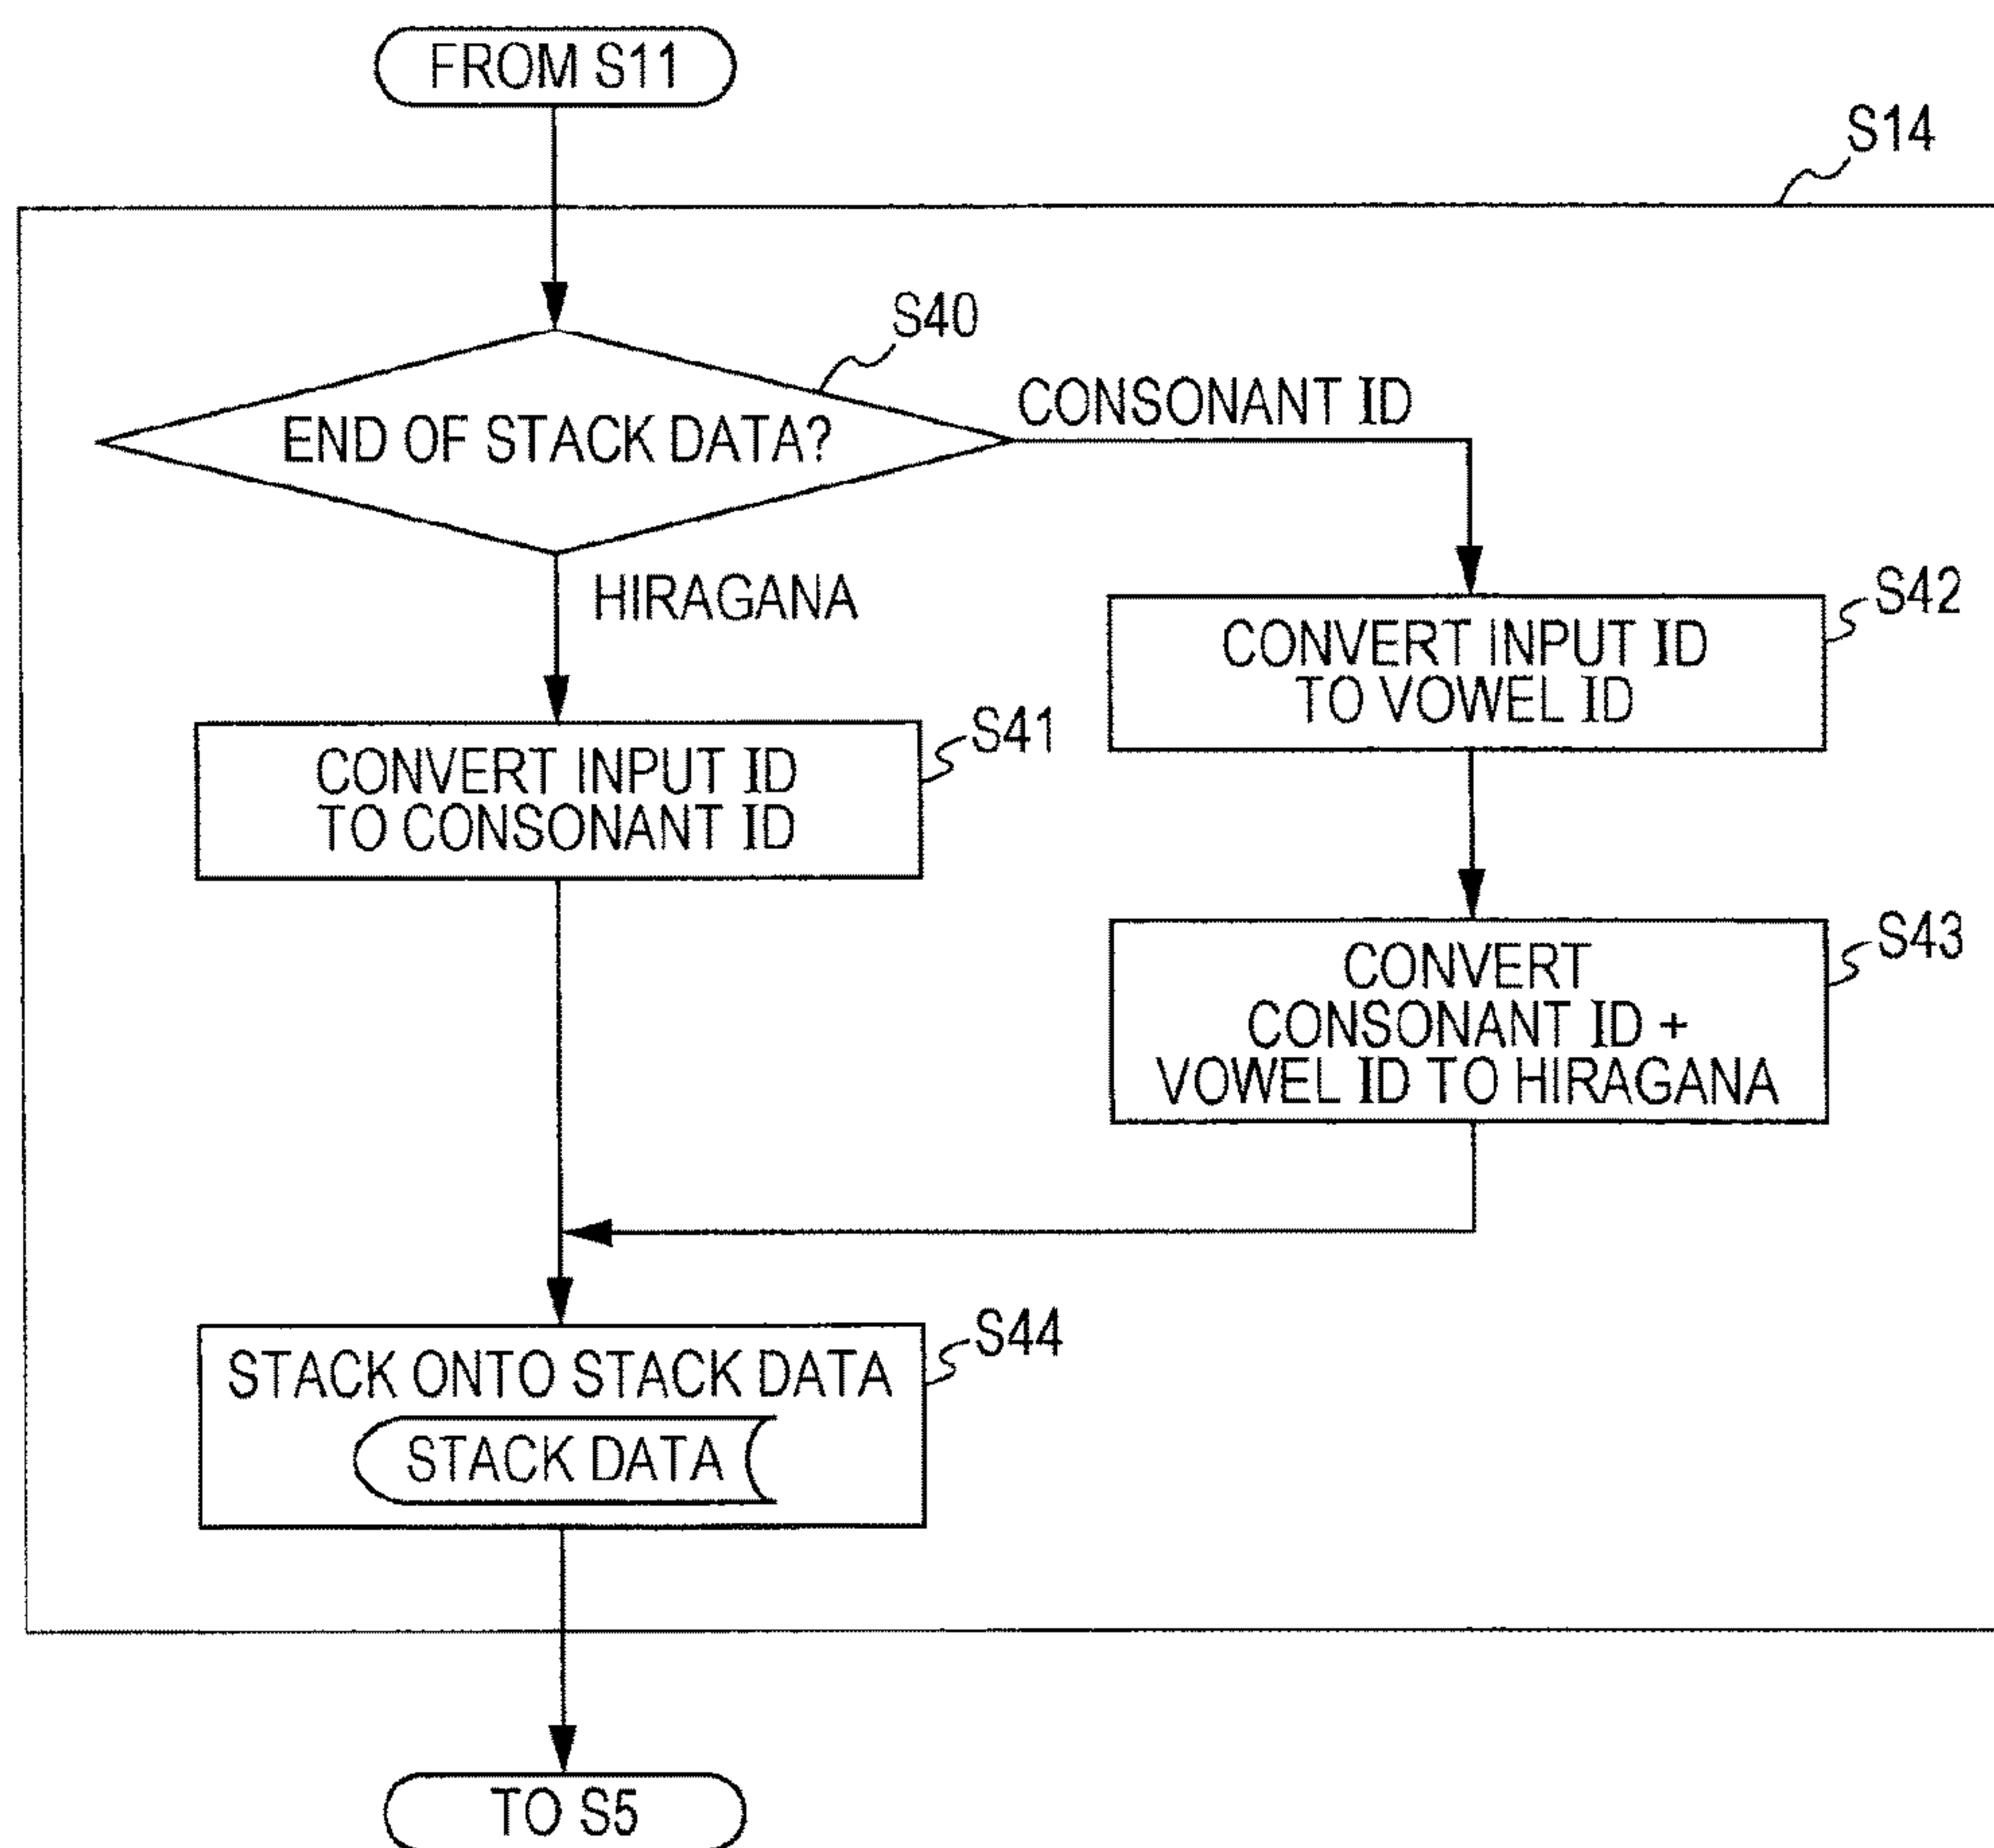 FROM S11
S14
S40
END OF STACK DATA?
CONSONANT ID
HIRAGANA
S42
CONVERT INPUT ID
TO VOWEL ID
S41
CONVERT INPUT ID
TO CONSONANT ID
S43
CONVERT
CONSONANT ID +
VOWEL ID TO HIRAGANA
S44
STACK ONTO STACK DATA
STACK DATA
TO S5